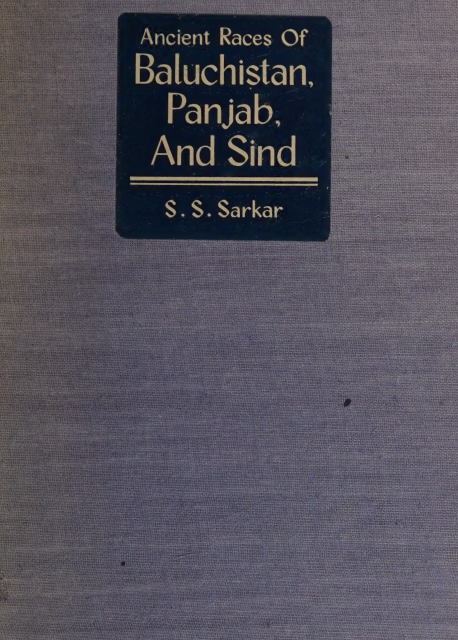 Ancient Races Of
Baluchistan,
Panjab,
And Sind
S. S. Sarkar